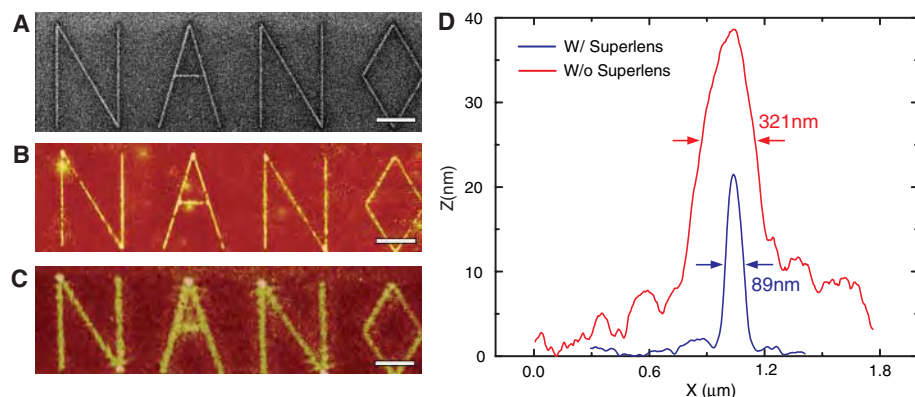 A
NANO
B
NANO
C
NANO
D
40
30
20
10
0
Z(nm)
W/ Superlens
W/o Superlens
321nm
89nm
0.0 0.6 1.2 1.8
X (μm)